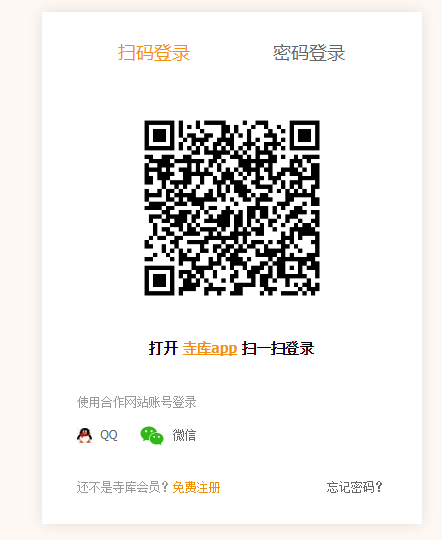 扫码登录 密码登录
打开 寺库app 扫一扫登录
使用合作网站账号登录
QQ 微信
还不是寺库会员？免费注册 忘记密码？